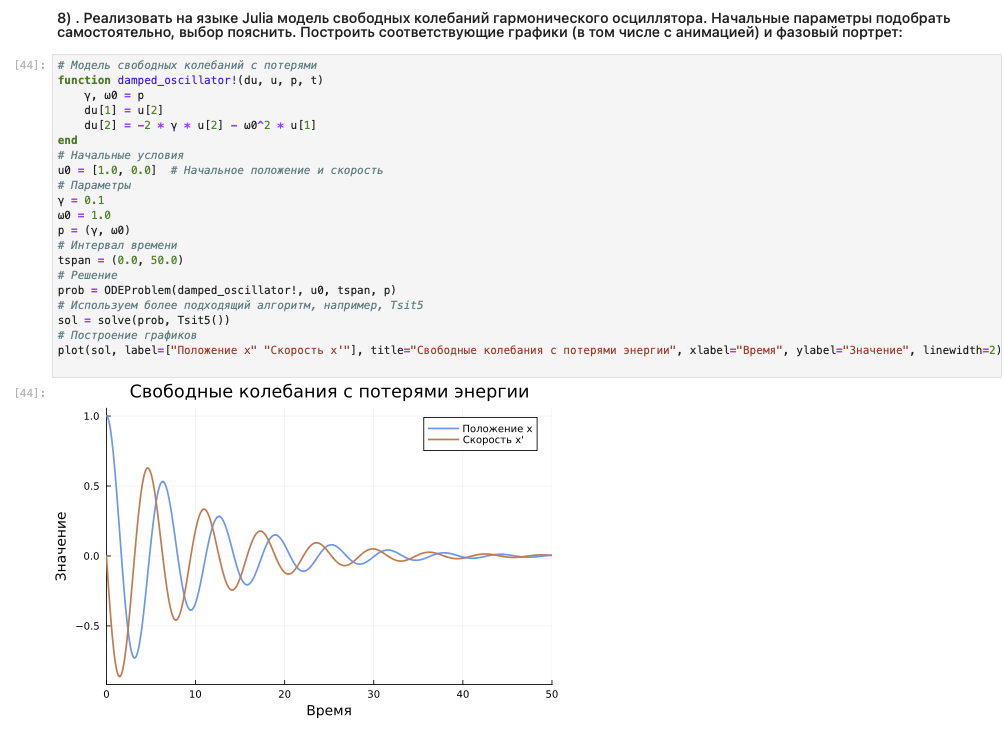 8) . Реализовать на языке Julia модель свободных колебаний гармонического осциллятора. Начальные параметры подобрать
самостоятельно, выбор пояснить. Построить соответствующие графики (в том числе с анимацией) и фазовый портрет:
[44]:
# Модель свободных колебаний с потерями
function damped_oscillator!(du, u, p, t)
    γ, ω0 = p
    du[1] = u[2]
    du[2] = -2 * γ * u[2] - ω0^2 * u[1]
end
# Начальные условия
u0 = [1.0, 0.0]  # Начальное положение и скорость
# Параметры
γ = 0.1
ω0 = 1.0
p = (γ, ω0)
# Интервал времени
tspan = (0.0, 50.0)
# Решение
prob = ODEProblem(damped_oscillator!, u0, tspan, p)
# Используем более подходящий алгоритм, например, Tsit5
sol = solve(prob, Tsit5())
# Построение графиков
plot(sol, label=["Положение x" "Скорость x'"], title="Свободные колебания с потерями энергии", xlabel="Время", ylabel="Значение", linewidth=2)
[44]:
Свободные колебания с потерями энергии
Положение x
Скорость x'
1.0
0.5
0.0
−0.5
Значение
0 10 20 30 40 50
Время